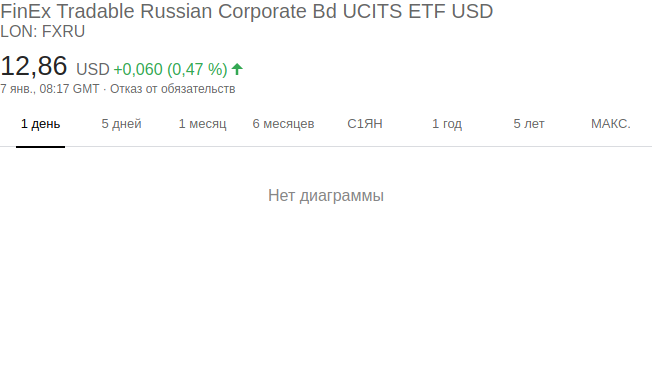 FinEx Tradable Russian Corporate Bd UCITS ETF USD
LON: FXRU
12,86 USD +0,060 (0,47 %)
7 янв., 08:17 GMT · Отказ от обязательств
1 день 5 дней 1 месяц 6 месяцев С1ЯН 1 год 5 лет МАКС.
Нет диаграммы